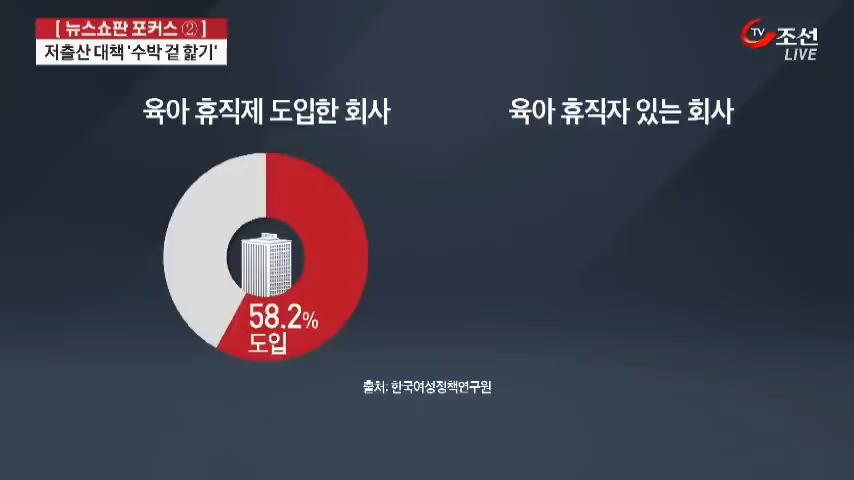 [ 뉴스쇼판 포커스 ② ]
저출산 대책 '수박 겉 핥기'
TV조선
LIVE
육아 휴직제 도입한 회사
육아 휴직자 있는 회사
58.2%
도입
출처: 한국여성정책연구원